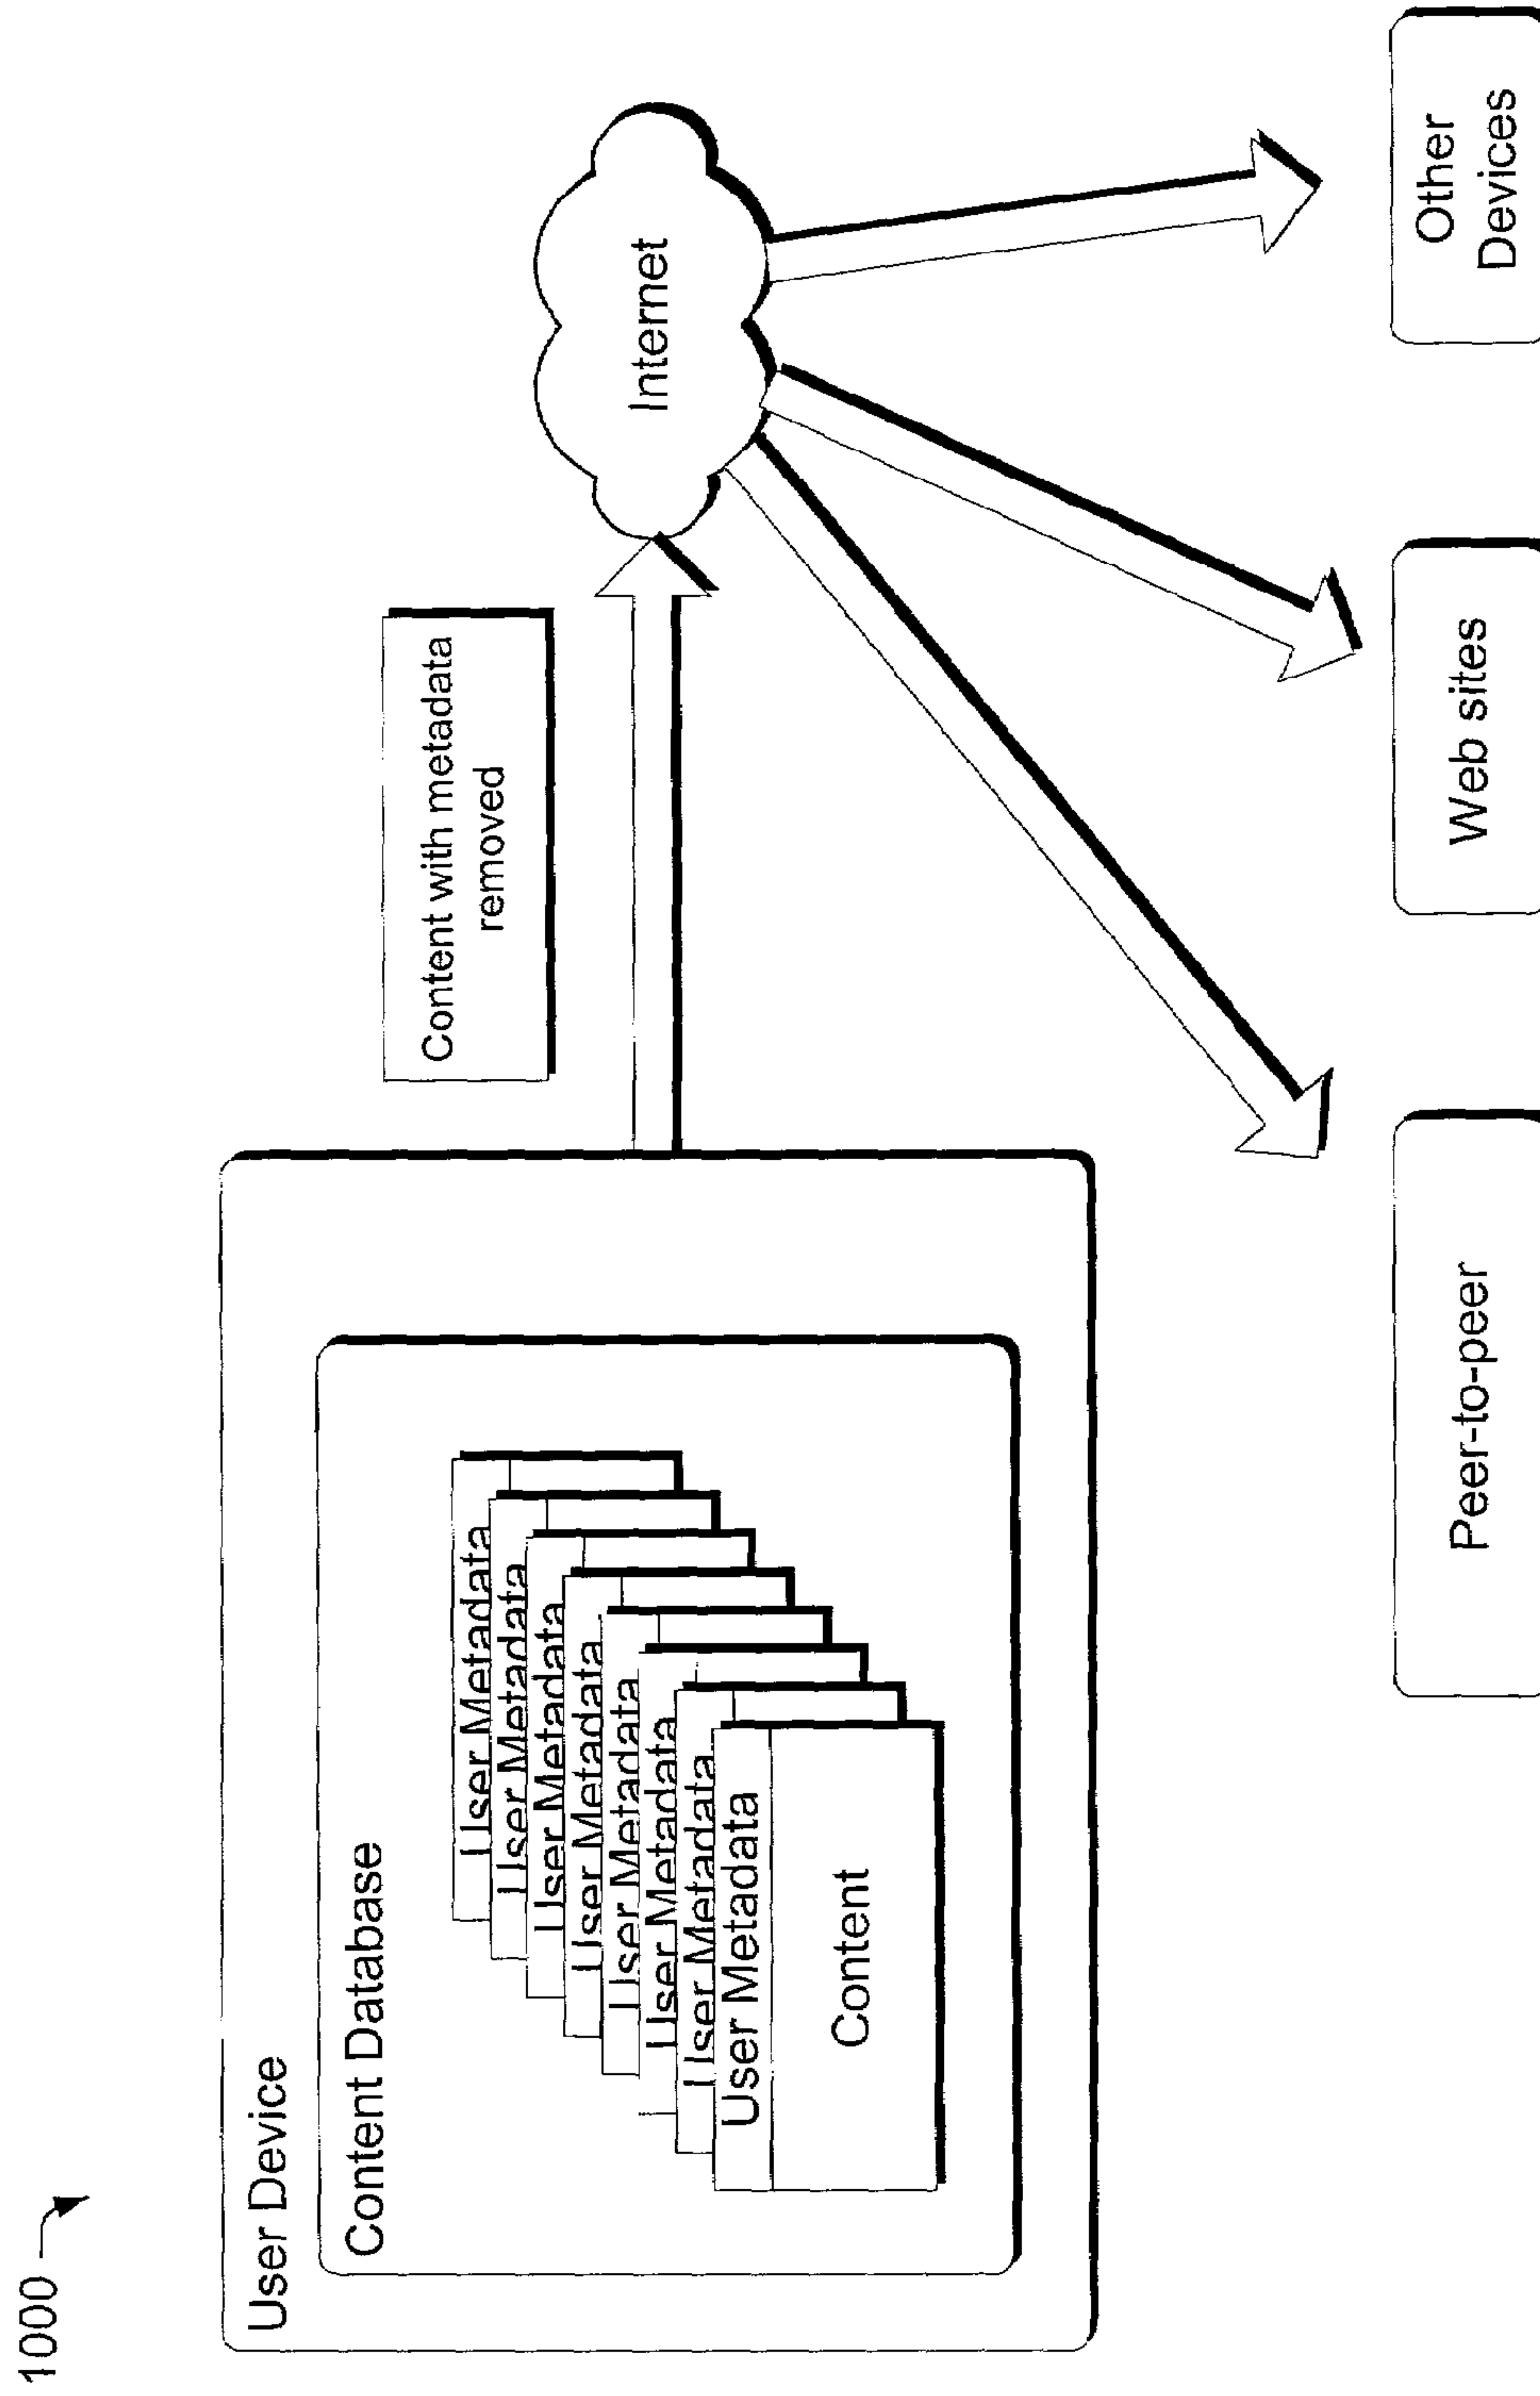 1000
User Device
Content Database
User Metadata
User Metadata
User Metadata
User Metadata
User Metadata
User Metadata
User Metadata
User Metadata
Content
Content with metadata
removed
Internet
Peer-to-peer
Web sites
Other
Devices